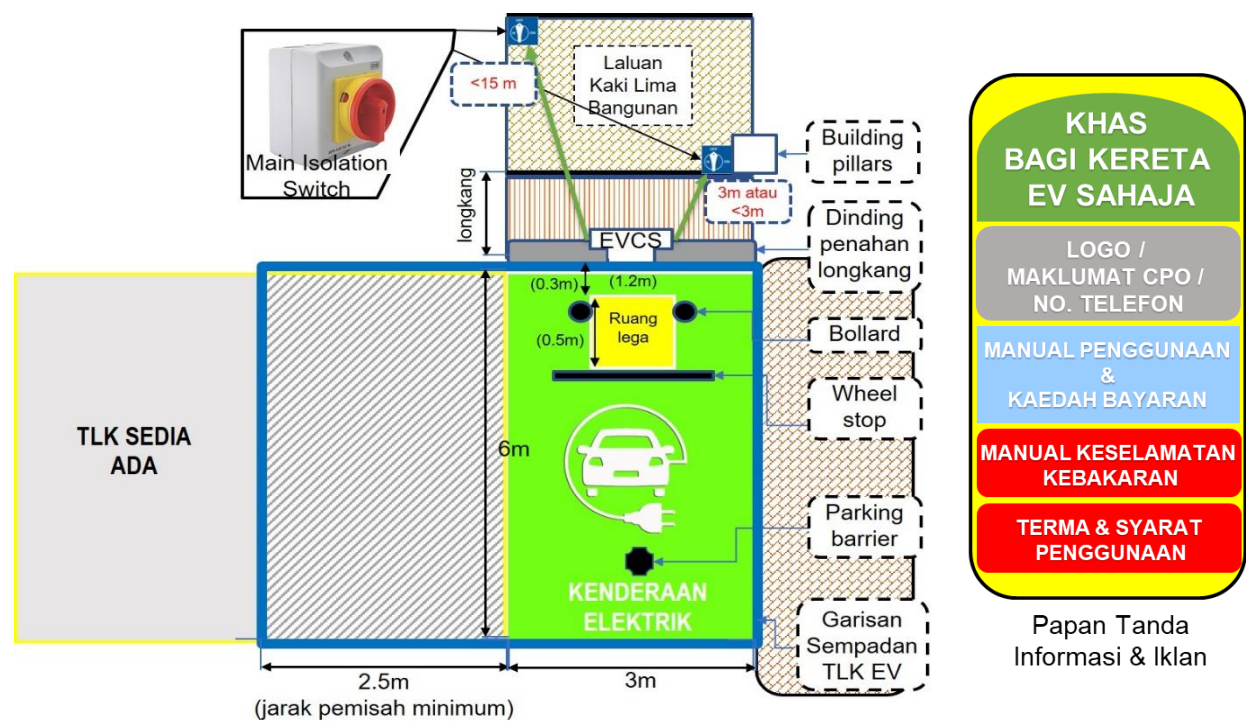 Main Isolation
Switch
<15 m
Laluan
Kaki Lima
Bangunan
Building
pillars
3m atau
<3m
longkang
Dinding
penahan
longkang
EVCS
(0.3m)
(1.2m)
Ruang
lega
(0.5m)
Bollard
Wheel
stop
TLK SEDIA
ADA
6m
Parking
barrier
KENDERAAN
ELEKTRIK
Garisan
Sempadan
TLK EV
2.5m
(jarak pemisah minimum)
3m
KHAS
BAGI KERETA
EV SAHAJA
LOGO /
MAKLUMAT CPO /
NO. TELEFON
MANUAL PENGGUNAAN
&
KAEDAH BAYARAN
MANUAL KESELAMATAN
KEBAKARAN
TERMA & SYARAT
PENGGUNAAN
Papan Tanda
Informasi & Iklan